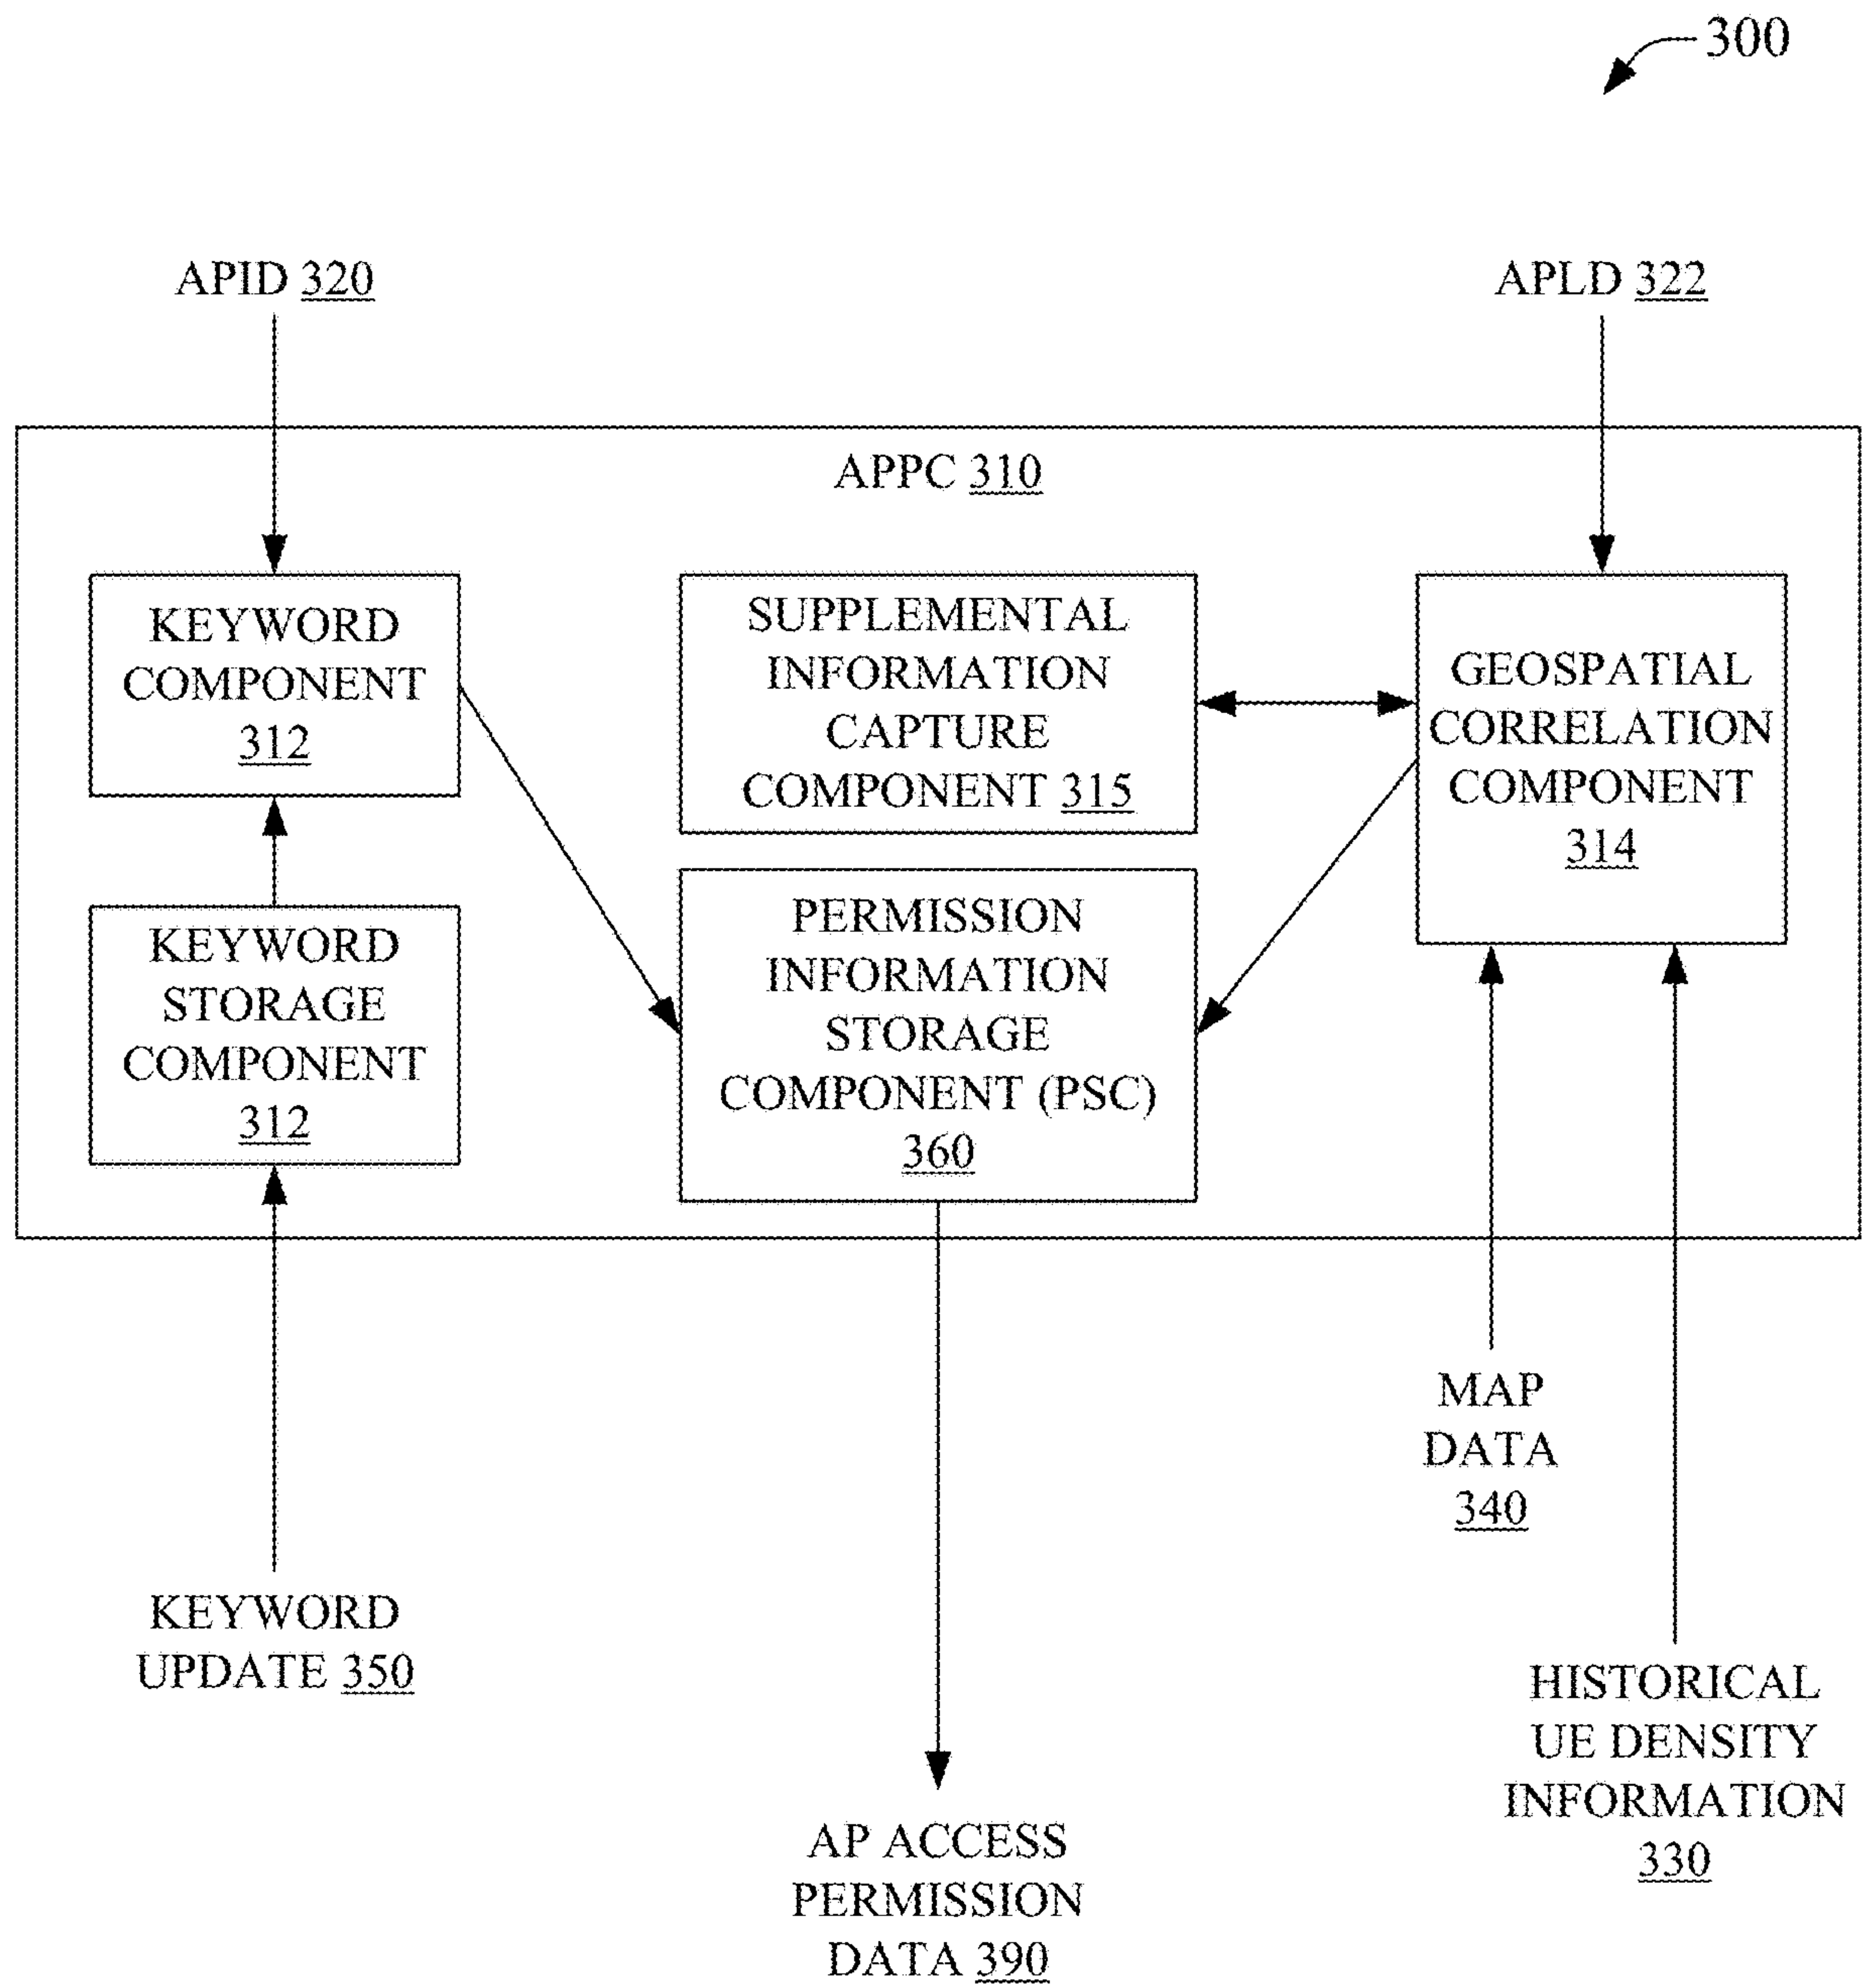 300
APID 320
APLD 322
APPC 310
KEYWORD
COMPONENT
312
SUPPLEMENTAL
INFORMATION
CAPTURE
COMPONENT 315
GEOSPATIAL
CORRELATION
COMPONENT
314
KEYWORD
STORAGE
COMPONENT
312
PERMISSION
INFORMATION
STORAGE
COMPONENT (PSC)
360
MAP
DATA
340
KEYWORD
UPDATE 350
HISTORICAL
UE DENSITY
INFORMATION
330
AP ACCESS
PERMISSION
DATA 390